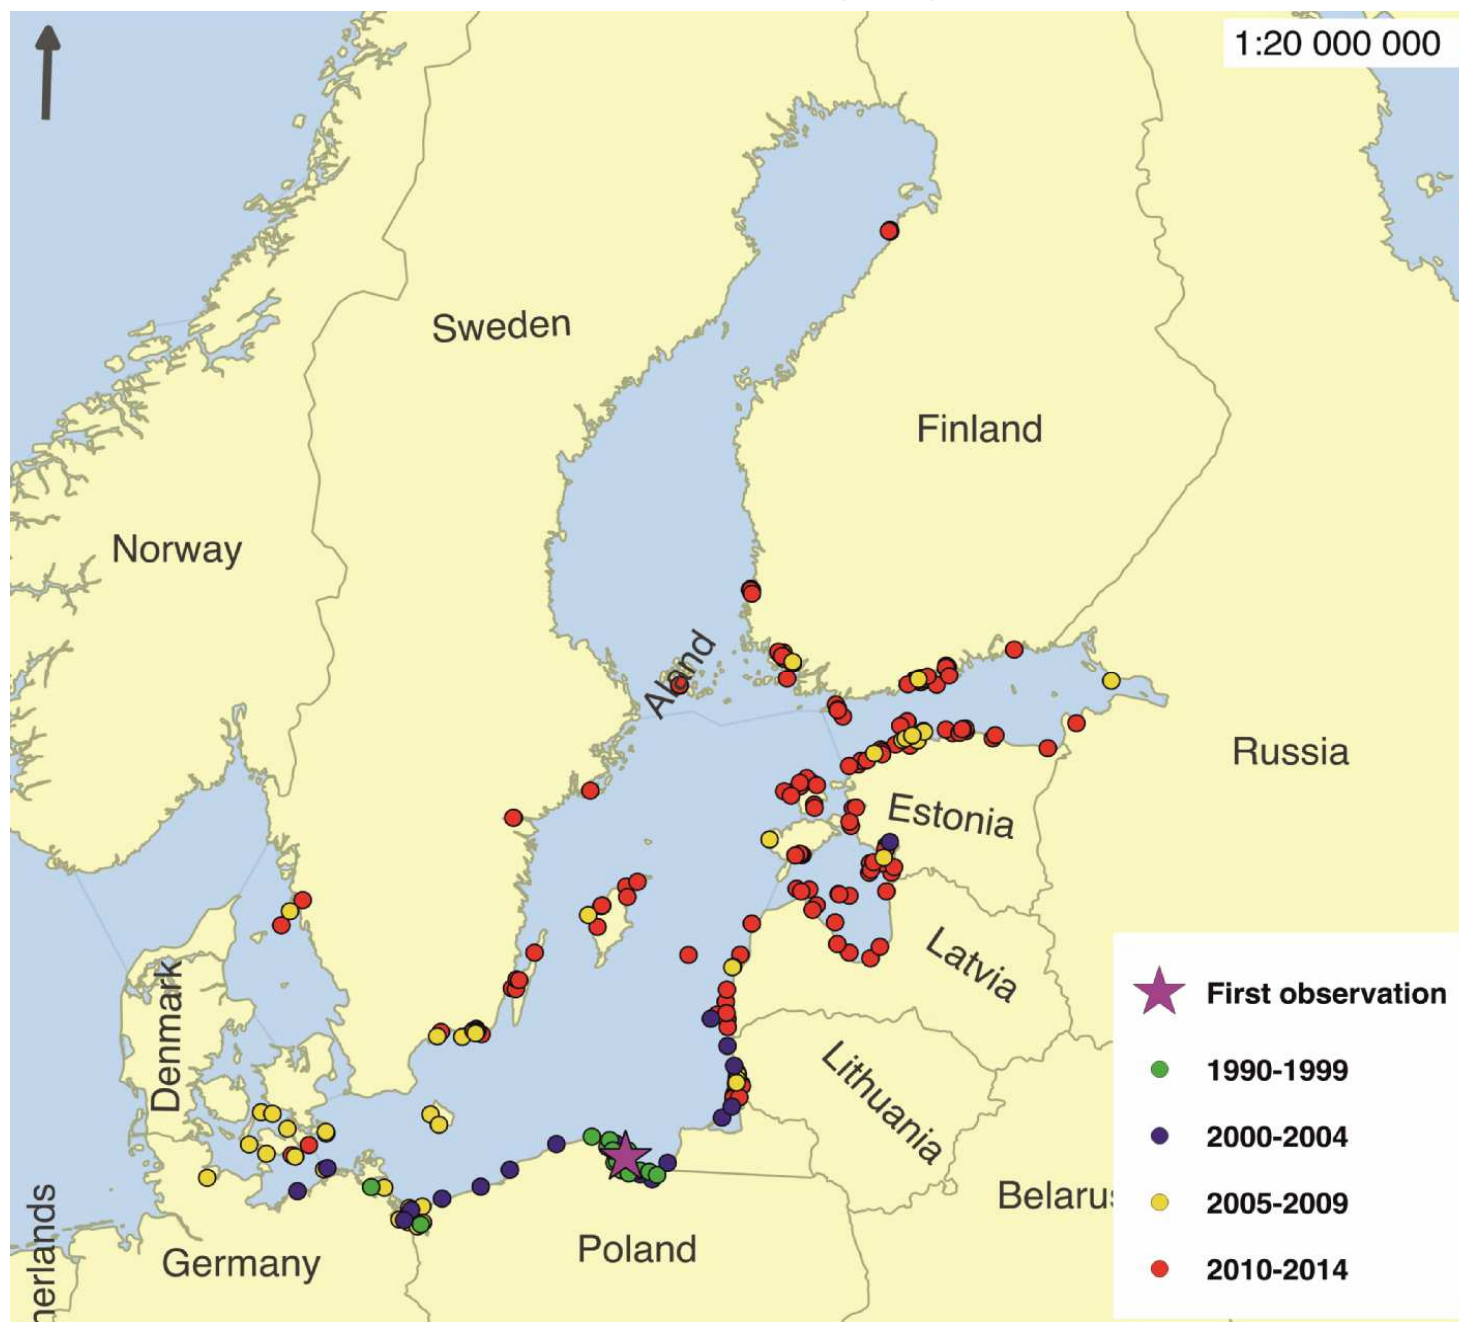 1:20 000 000
Sweden
Finland
Norway
Aland
Russia
Estonia
Latvia
Denmark
Lithuania
Belarus
Poland
Germany
herlands
First observation
1990-1999
2000-2004
2005-2009
2010-2014